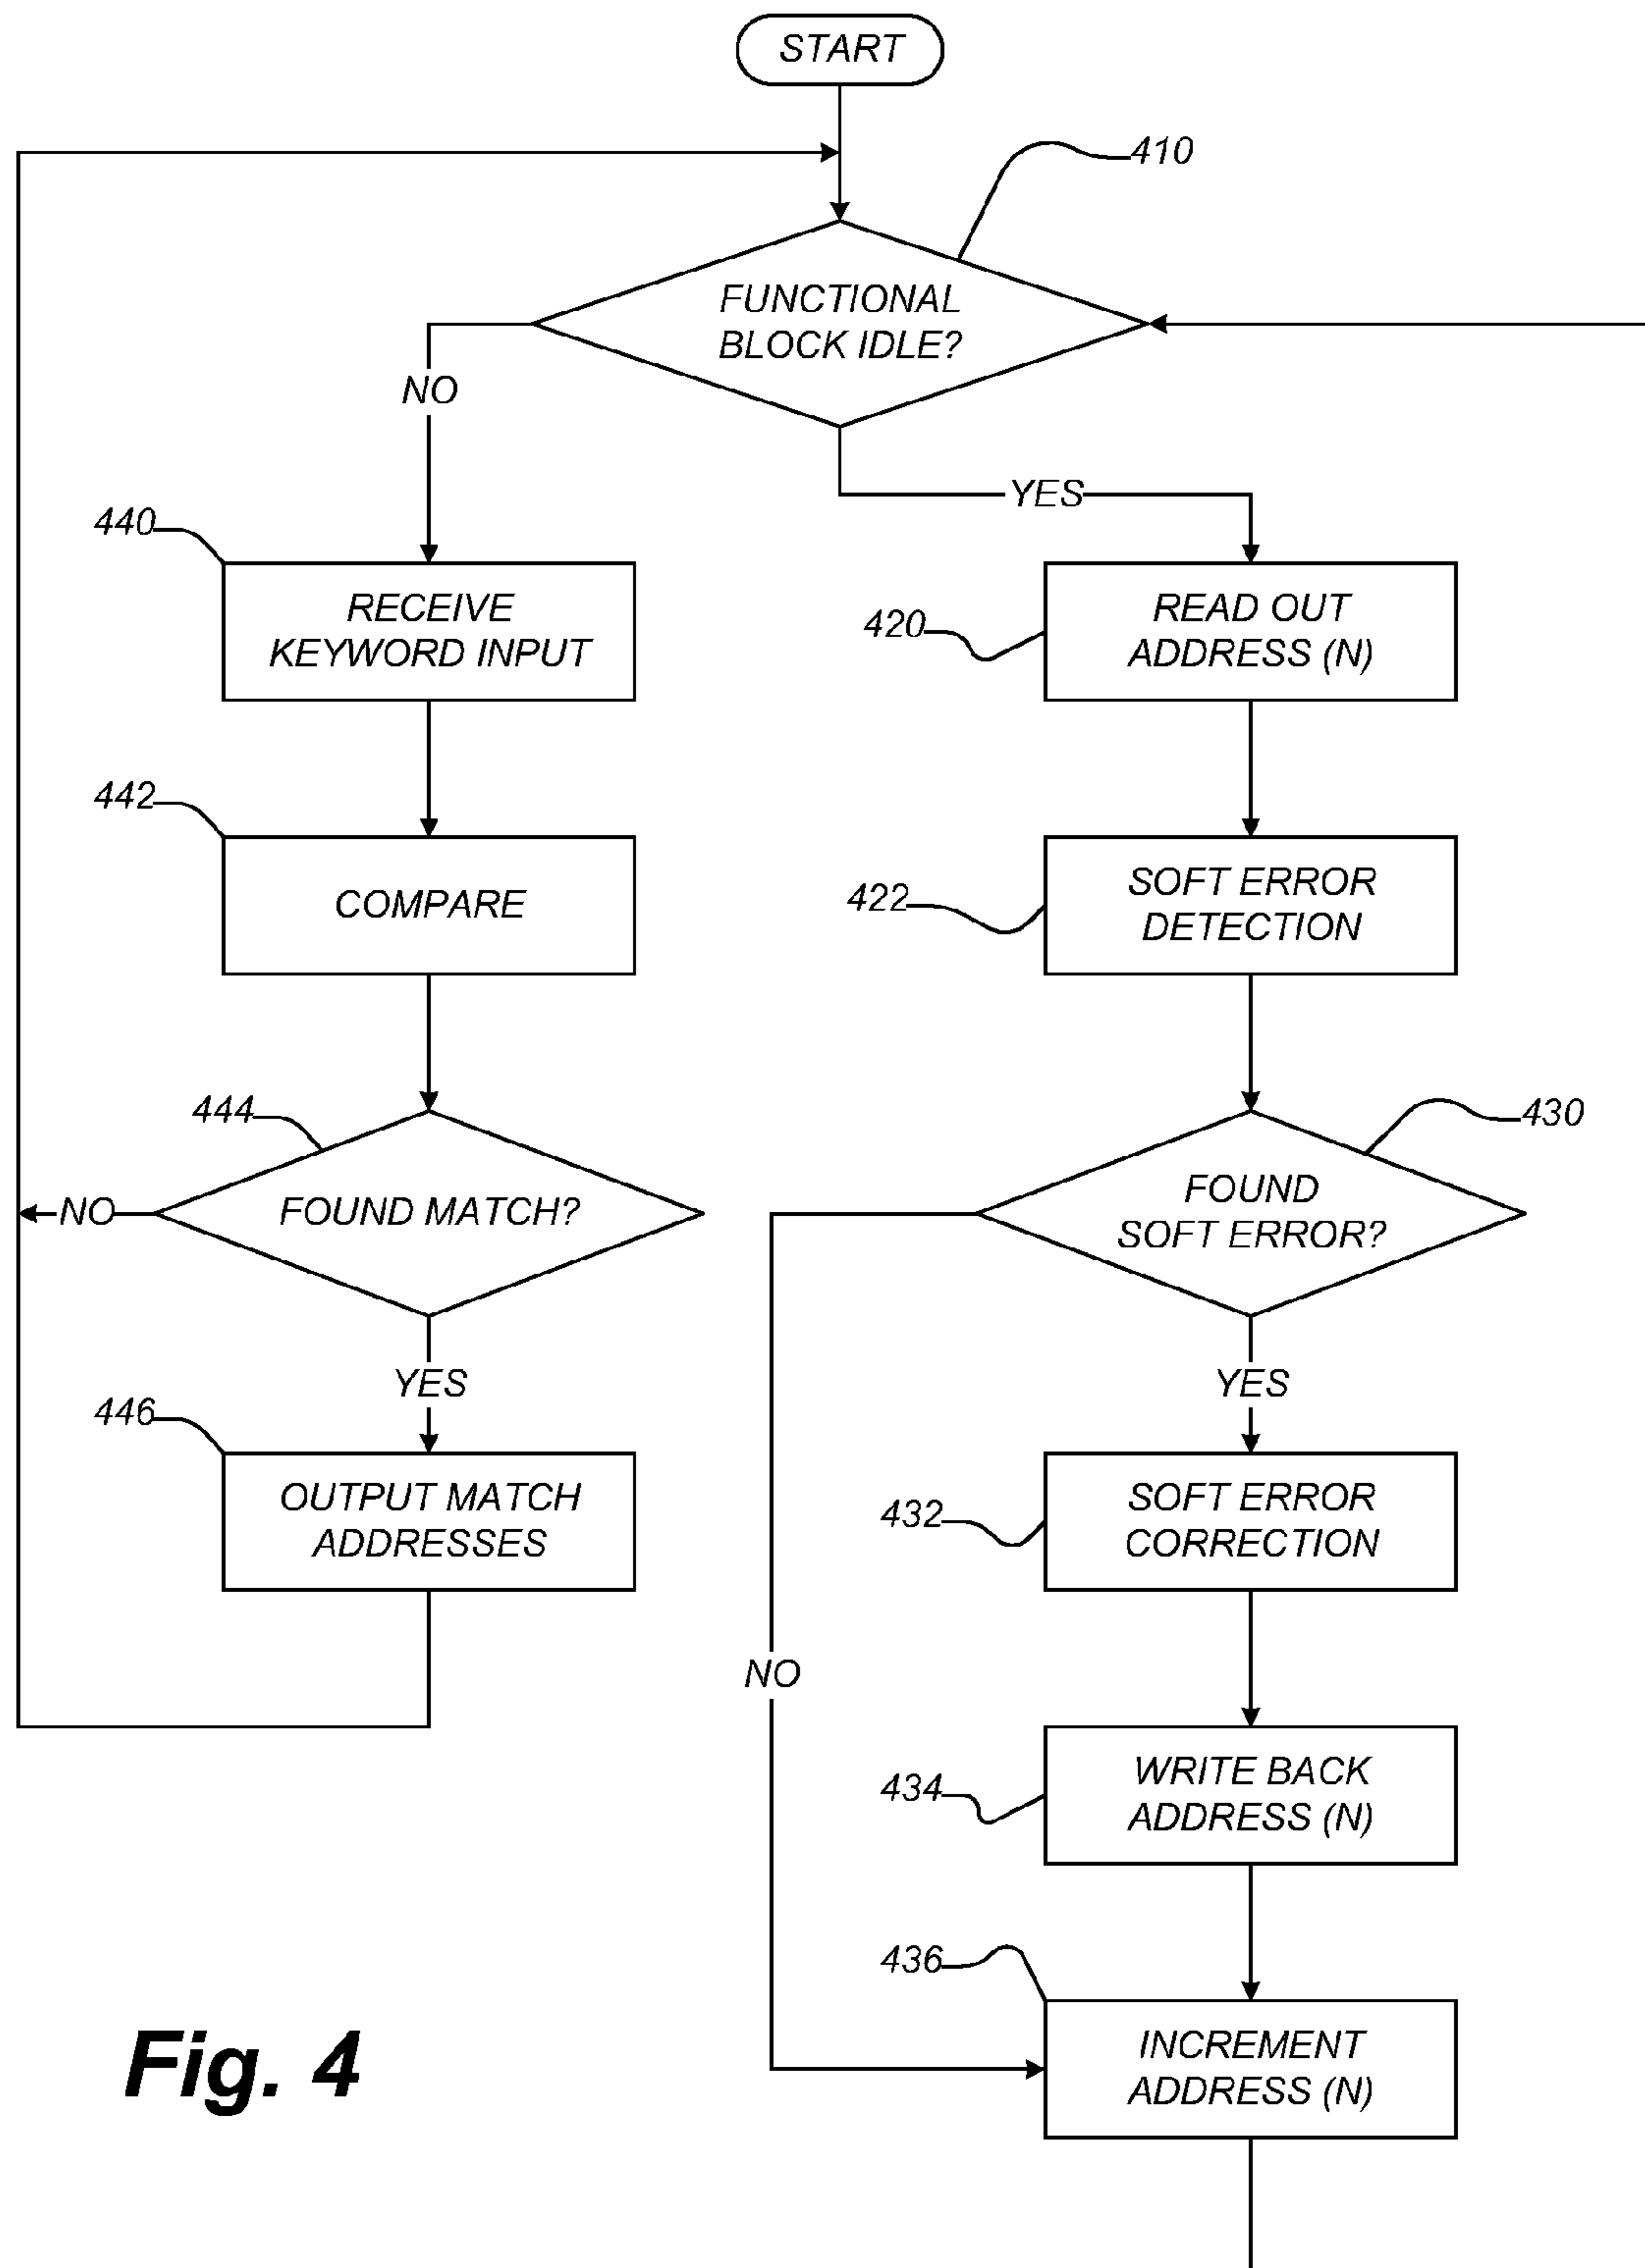 START
410
FUNCTIONAL
BLOCK IDLE?
NO
YES
440
RECEIVE
KEYWORD INPUT
420
READ OUT
ADDRESS (N)
442
COMPARE
422
SOFT ERROR
DETECTION
444
FOUND MATCH?
NO
430
FOUND
SOFT ERROR?
YES
YES
446
OUTPUT MATCH
ADDRESSES
432
SOFT ERROR
CORRECTION
NO
434
WRITE BACK
ADDRESS (N)
436
INCREMENT
ADDRESS (N)
Fig. 4